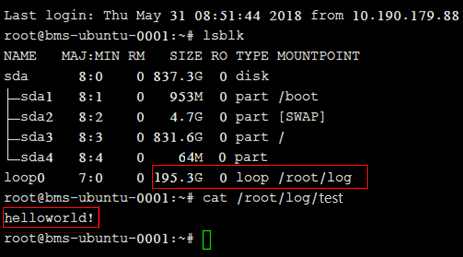 Last login: Thu May 31 08:51:44 2018 from 10.190.179.88
root@bms-ubuntu-0001:~# lsblk
NAME   MAJ:MIN RM   SIZE RO TYPE MOUNTPOINT
sda      8:0    0 837.3G  0 disk
├─sda1   8:1    0   953M  0 part /boot
├─sda2   8:2    0   4.7G  0 part [SWAP]
├─sda3   8:3    0 831.6G  0 part /
└─sda4   8:4    0    64M  0 part
loop0    7:0    0 195.3G  0 loop /root/log
root@bms-ubuntu-0001:~# cat /root/log/test
helloworld!
root@bms-ubuntu-0001:~#